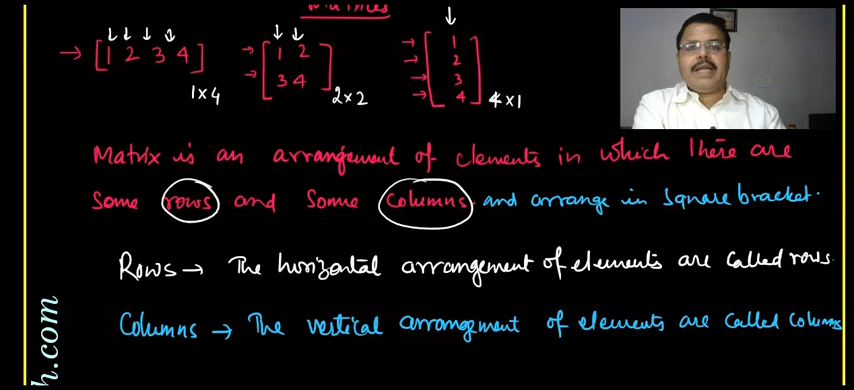 Matrices
→ [1 2 3 4] 1×4
→ → [1 2
3 4] 2×2
→ → → → [1
2
3
4] 4×1
Matrix is an arrangement of elements in which There are
Some rows and Some Columns. and arrange in square bracket.
Rows → The horizontal arrangement of elements are called rows.
Columns → The vertical arrangement of elements are called Columns
h.com